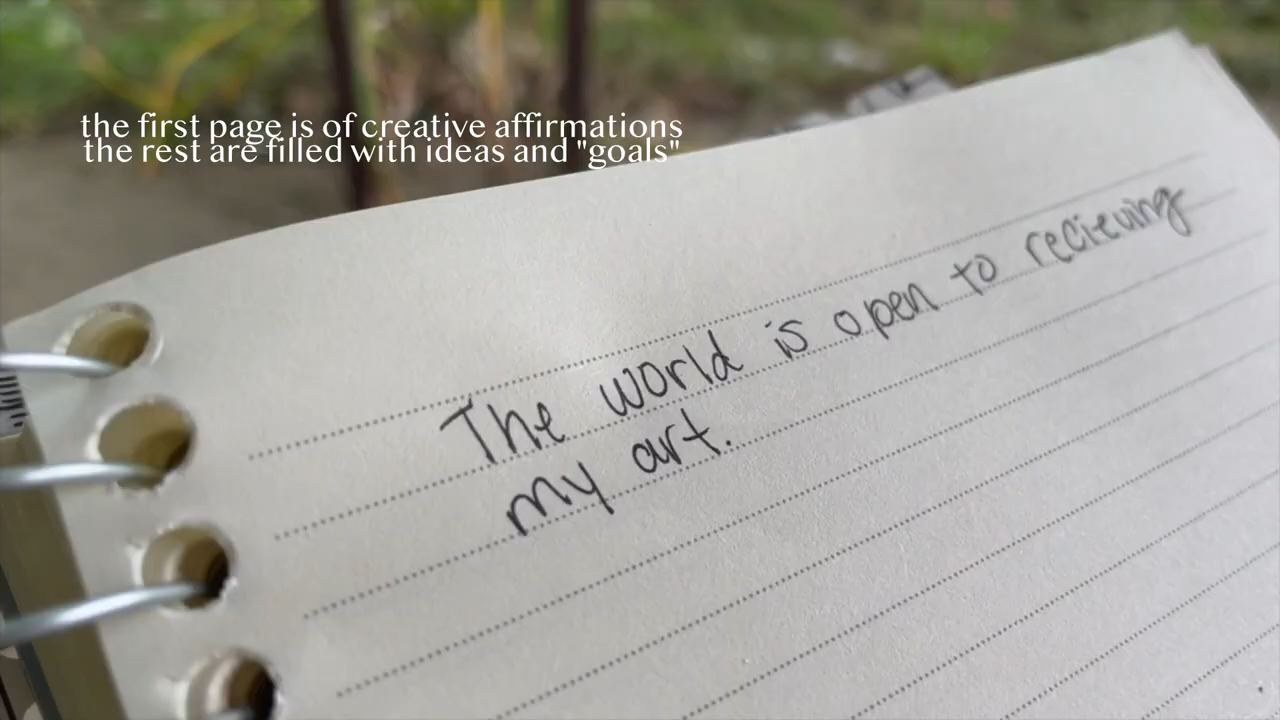 the first page is of creative affirmations
the rest are filled with ideas and "goals"
The world is open to recieving
my art.